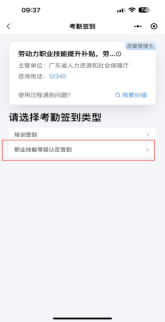 09:37
考勤签到
质量管理卡
劳动力职业技能提升补贴，劳...
主管单位：广东省人力资源和社会保障厅
咨询电话：12345
使用过程遇到问题？
我要纠错
请选择考勤签到类型
培训签到
职业技能等级认定签到